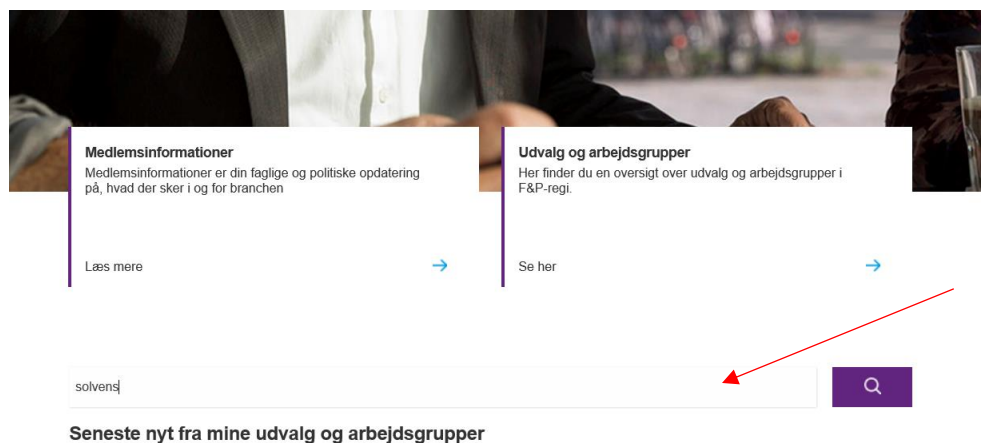 Medlemsinformationer
Medlemsinformationer er din faglige og politiske opdatering
på, hvad der sker i og for branchen
Læs mere
Udvalg og arbejdsgrupper
Her finder du en oversigt over udvalg og arbejdsgrupper i
F&P-regi.
Se her
solvens
Seneste nyt fra mine udvalg og arbejdsgrupper